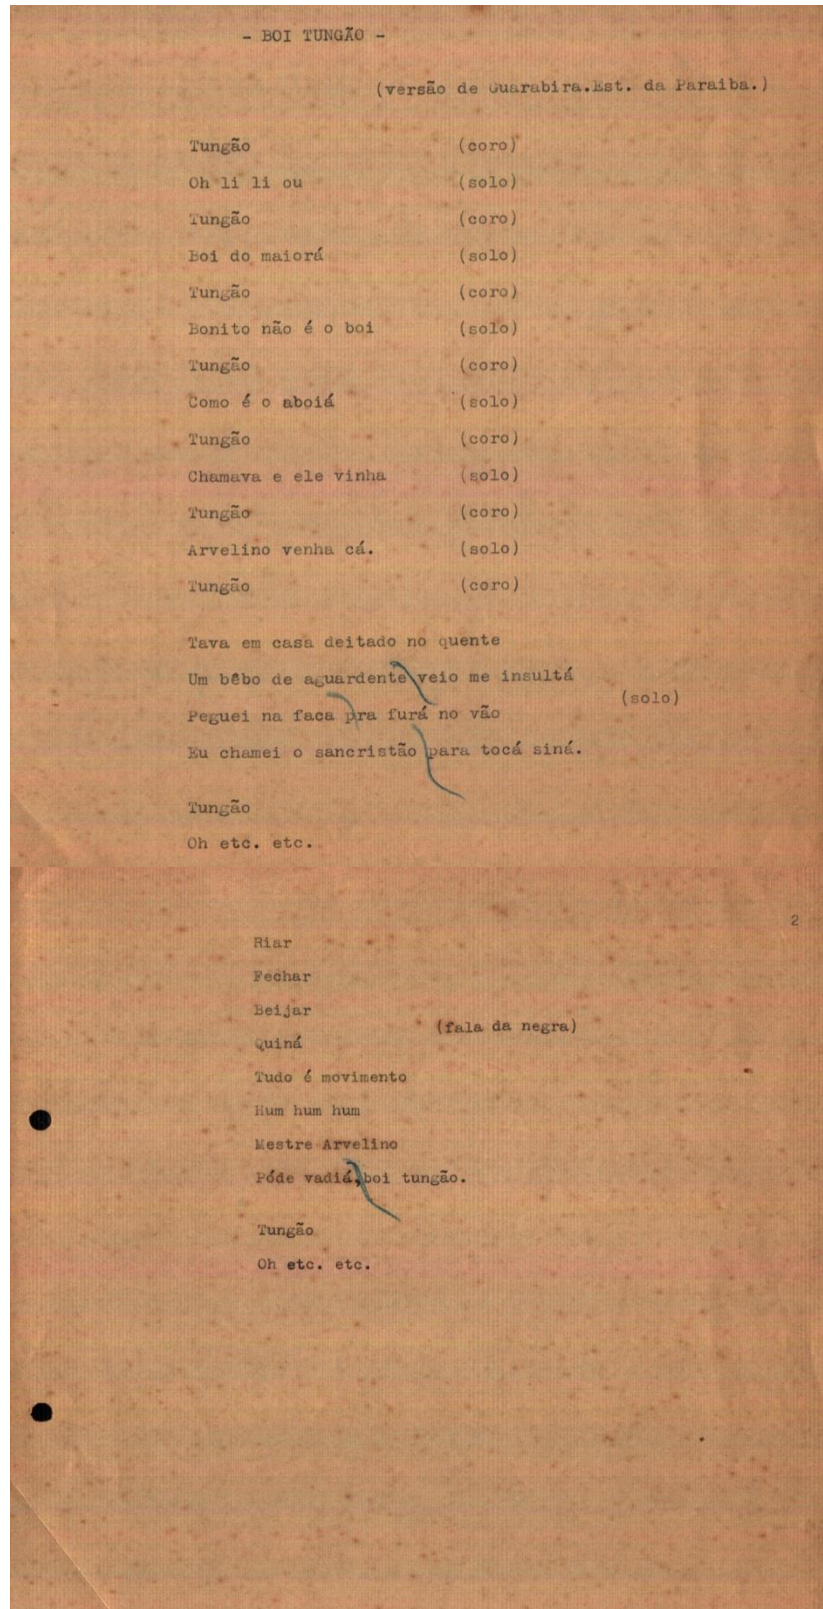 - BOI TUNGÃO -
(versão de Guarabira.Est. da Paraiba.)
Tungão (coro)
Oh li li ou (solo)
Tungão (coro)
Boi do maiorá (solo)
Tungão (coro)
Bonito não é o boi (solo)
Tungão (coro)
Como é o aboiá (solo)
Tungão (coro)
Chamava e ele vinha (solo)
Tungão (coro)
Arvelino venha cá. (solo)
Tungão (coro)
Tava em casa deitado no quente
Um bêbo de aguardente veio me insultá
(solo)
Peguei na faca pra furá no vão
Eu chamei o sancristão para tocá siná.
Tungão
Oh etc. etc.
2
Riar
Fechar
Beijar
(fala da negra)
Quiná
Tudo é movimento
Hum hum hum
Mestre Arvelino
Póde vadiá,boi tungão.
Tungão
Oh etc. etc.